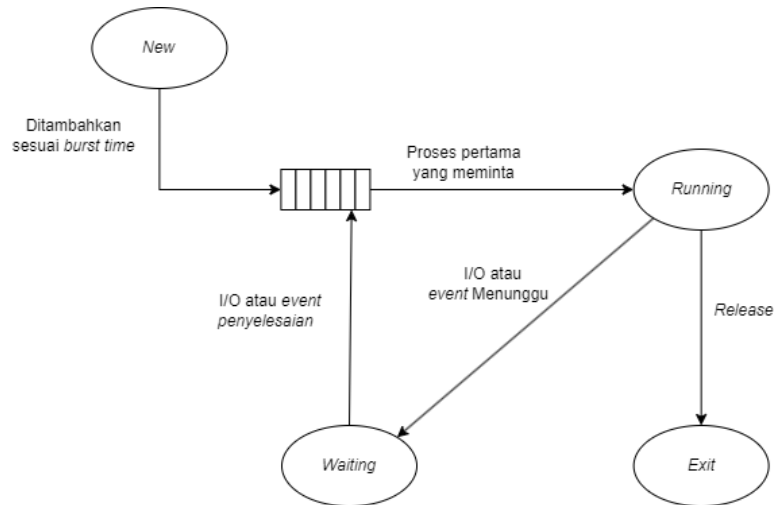 New
Ditambahkan
sesuai burst time
Proses pertama
yang meminta
Running
I/O atau
event Menunggu
I/O atau event
penyelesaian
Release
Waiting
Exit